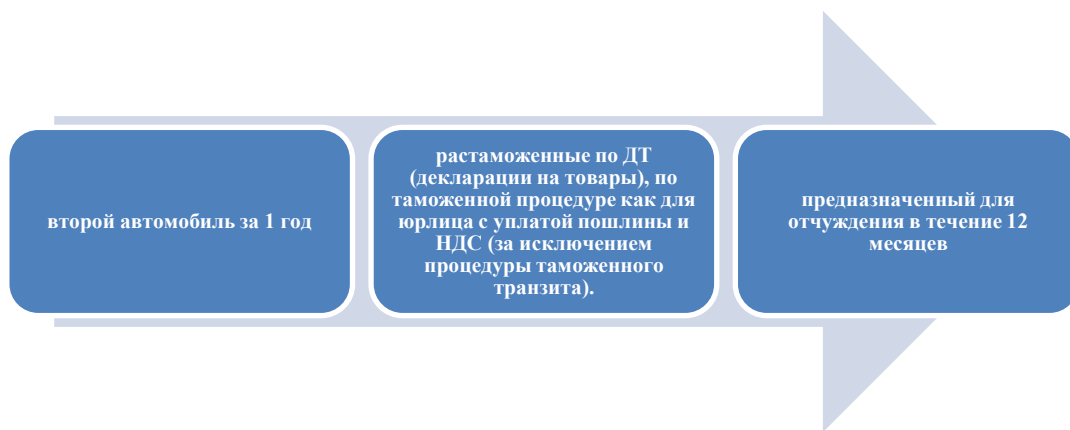 второй автомобиль за 1 год
растаможенные по ДТ
(декларации на товары), по
таможенной процедуре как для
юрлица с уплатой пошлины и
НДС (за исключением
процедуры таможенного
транзита).
предназначенный для
отчуждения в течение 12
месяцев